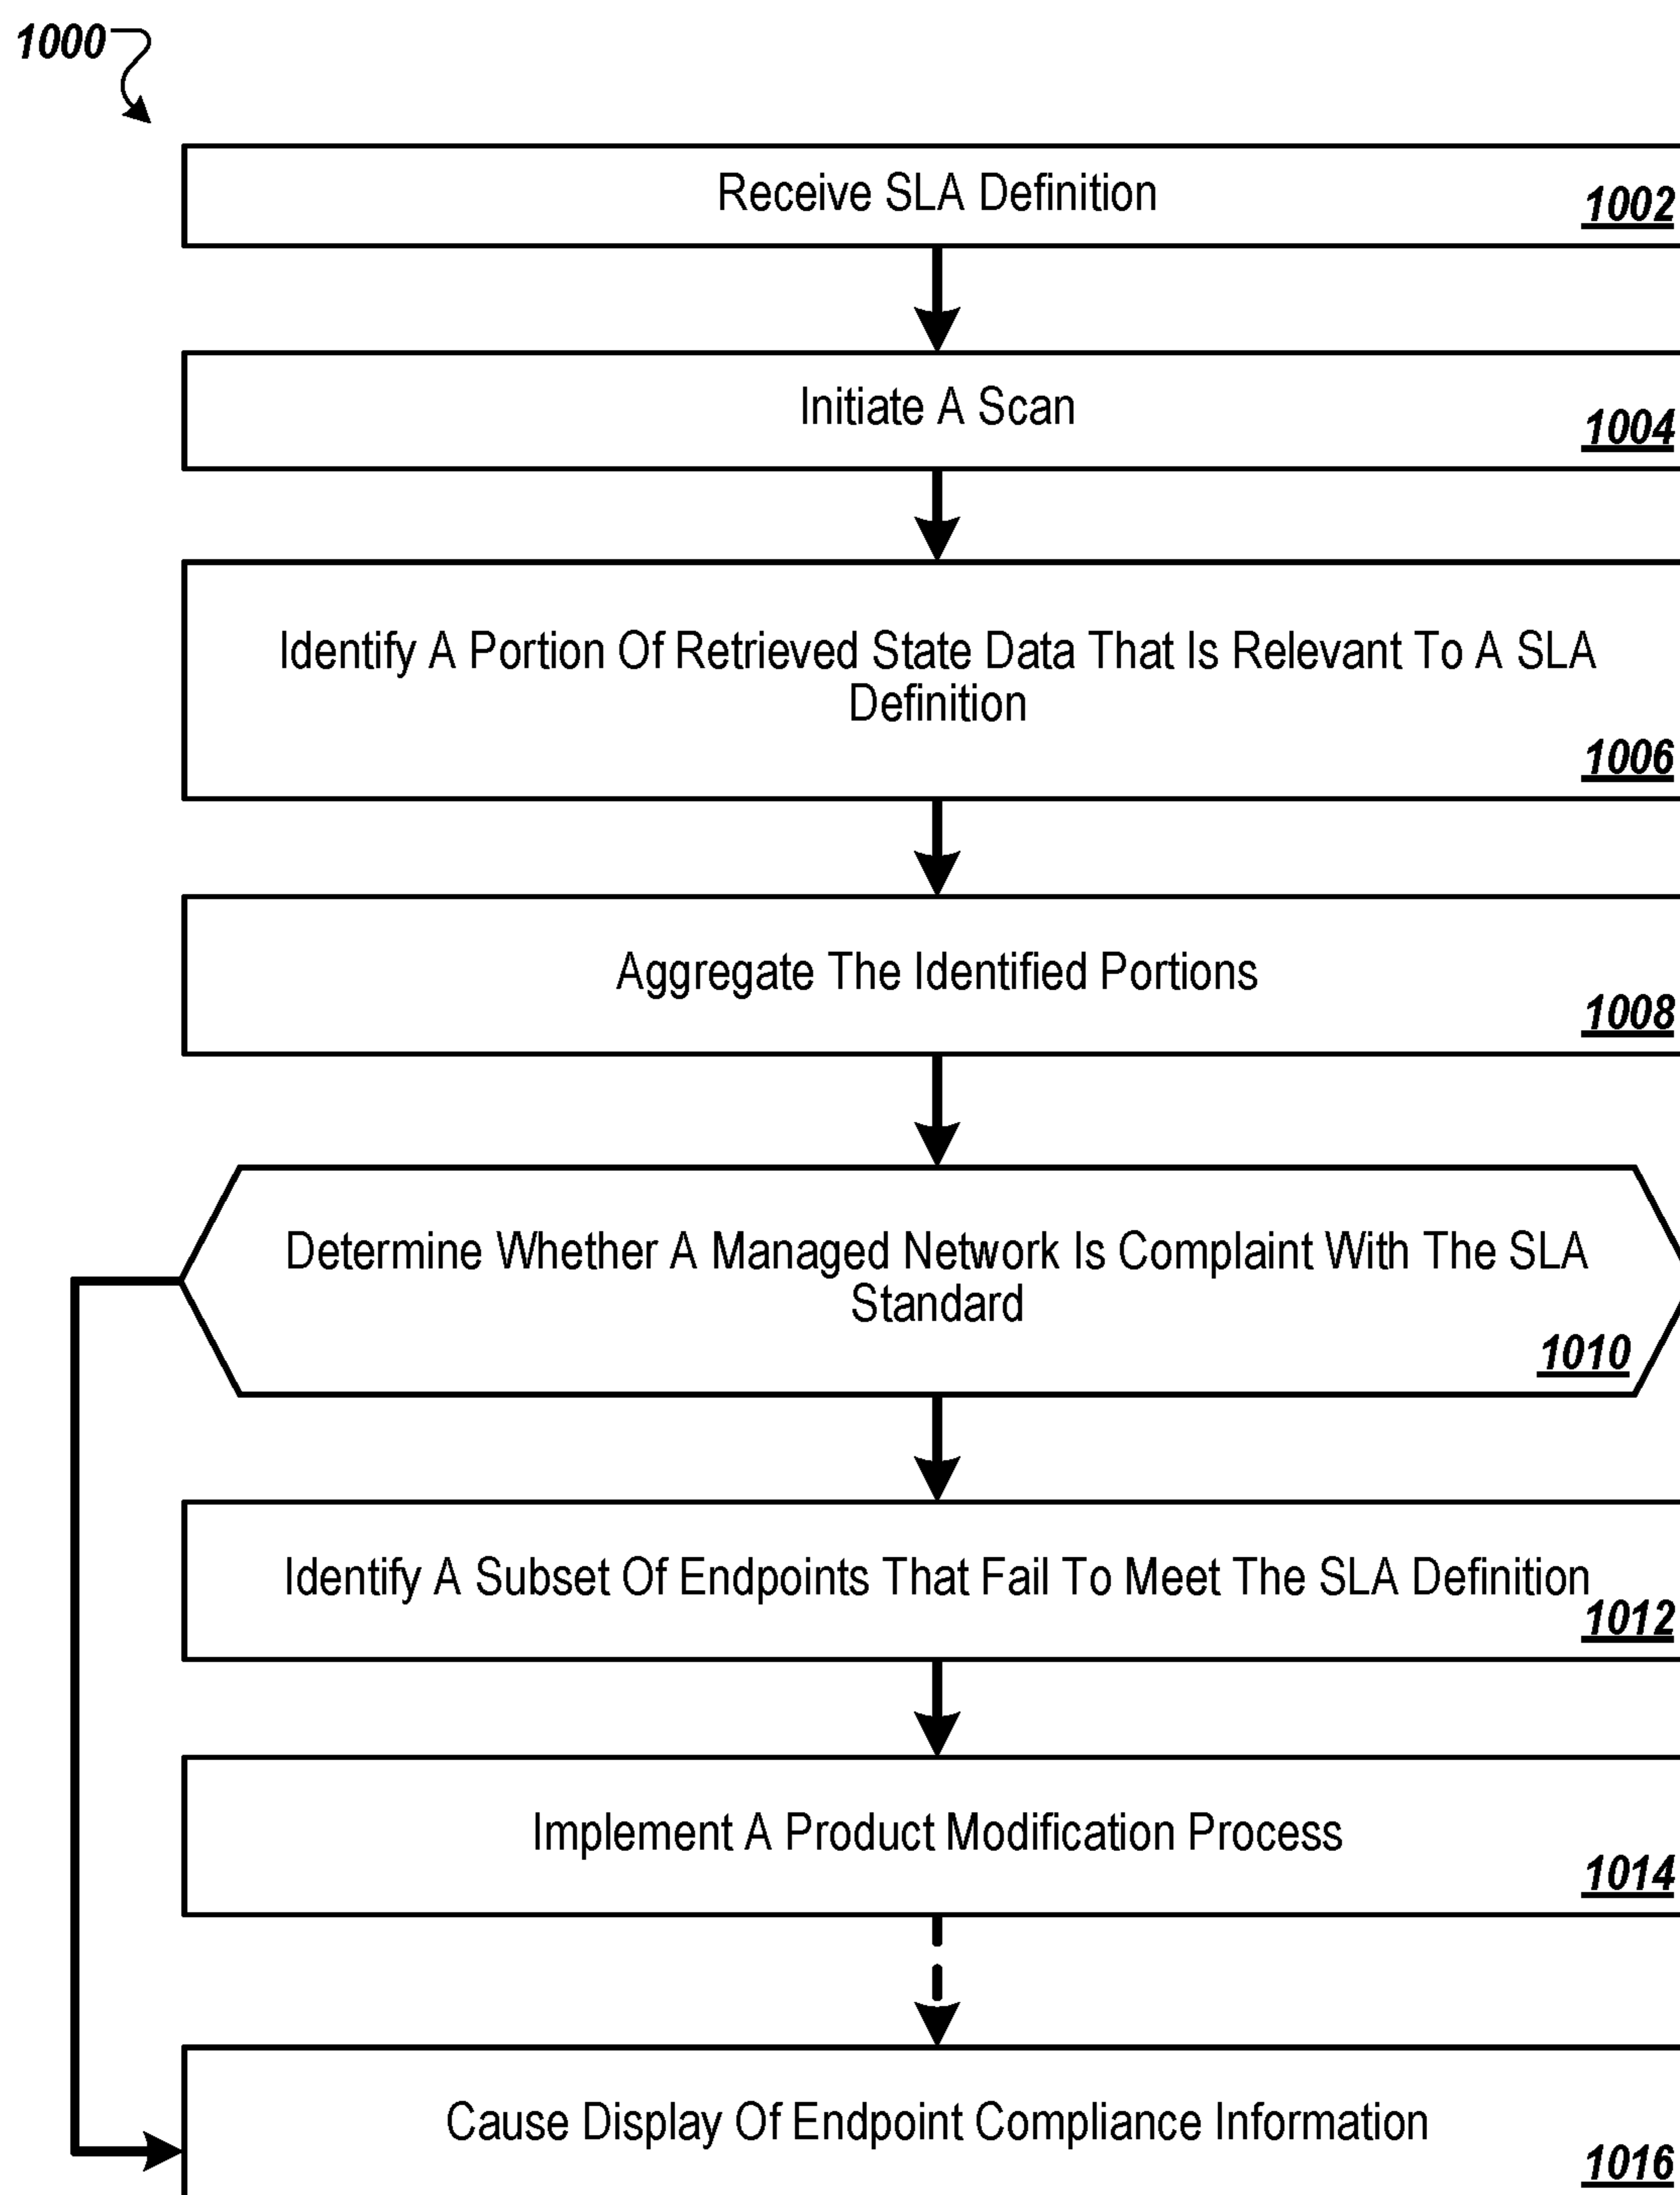 1000
Receive SLA Definition
1002
Initiate A Scan
1004
Identify A Portion Of Retrieved State Data That Is Relevant To A SLA
Definition
1006
Aggregate The Identified Portions
1008
Determine Whether A Managed Network Is Complaint With The SLA
Standard
1010
Identify A Subset Of Endpoints That Fail To Meet The SLA Definition
1012
Implement A Product Modification Process
1014
Cause Display Of Endpoint Compliance Information
1016